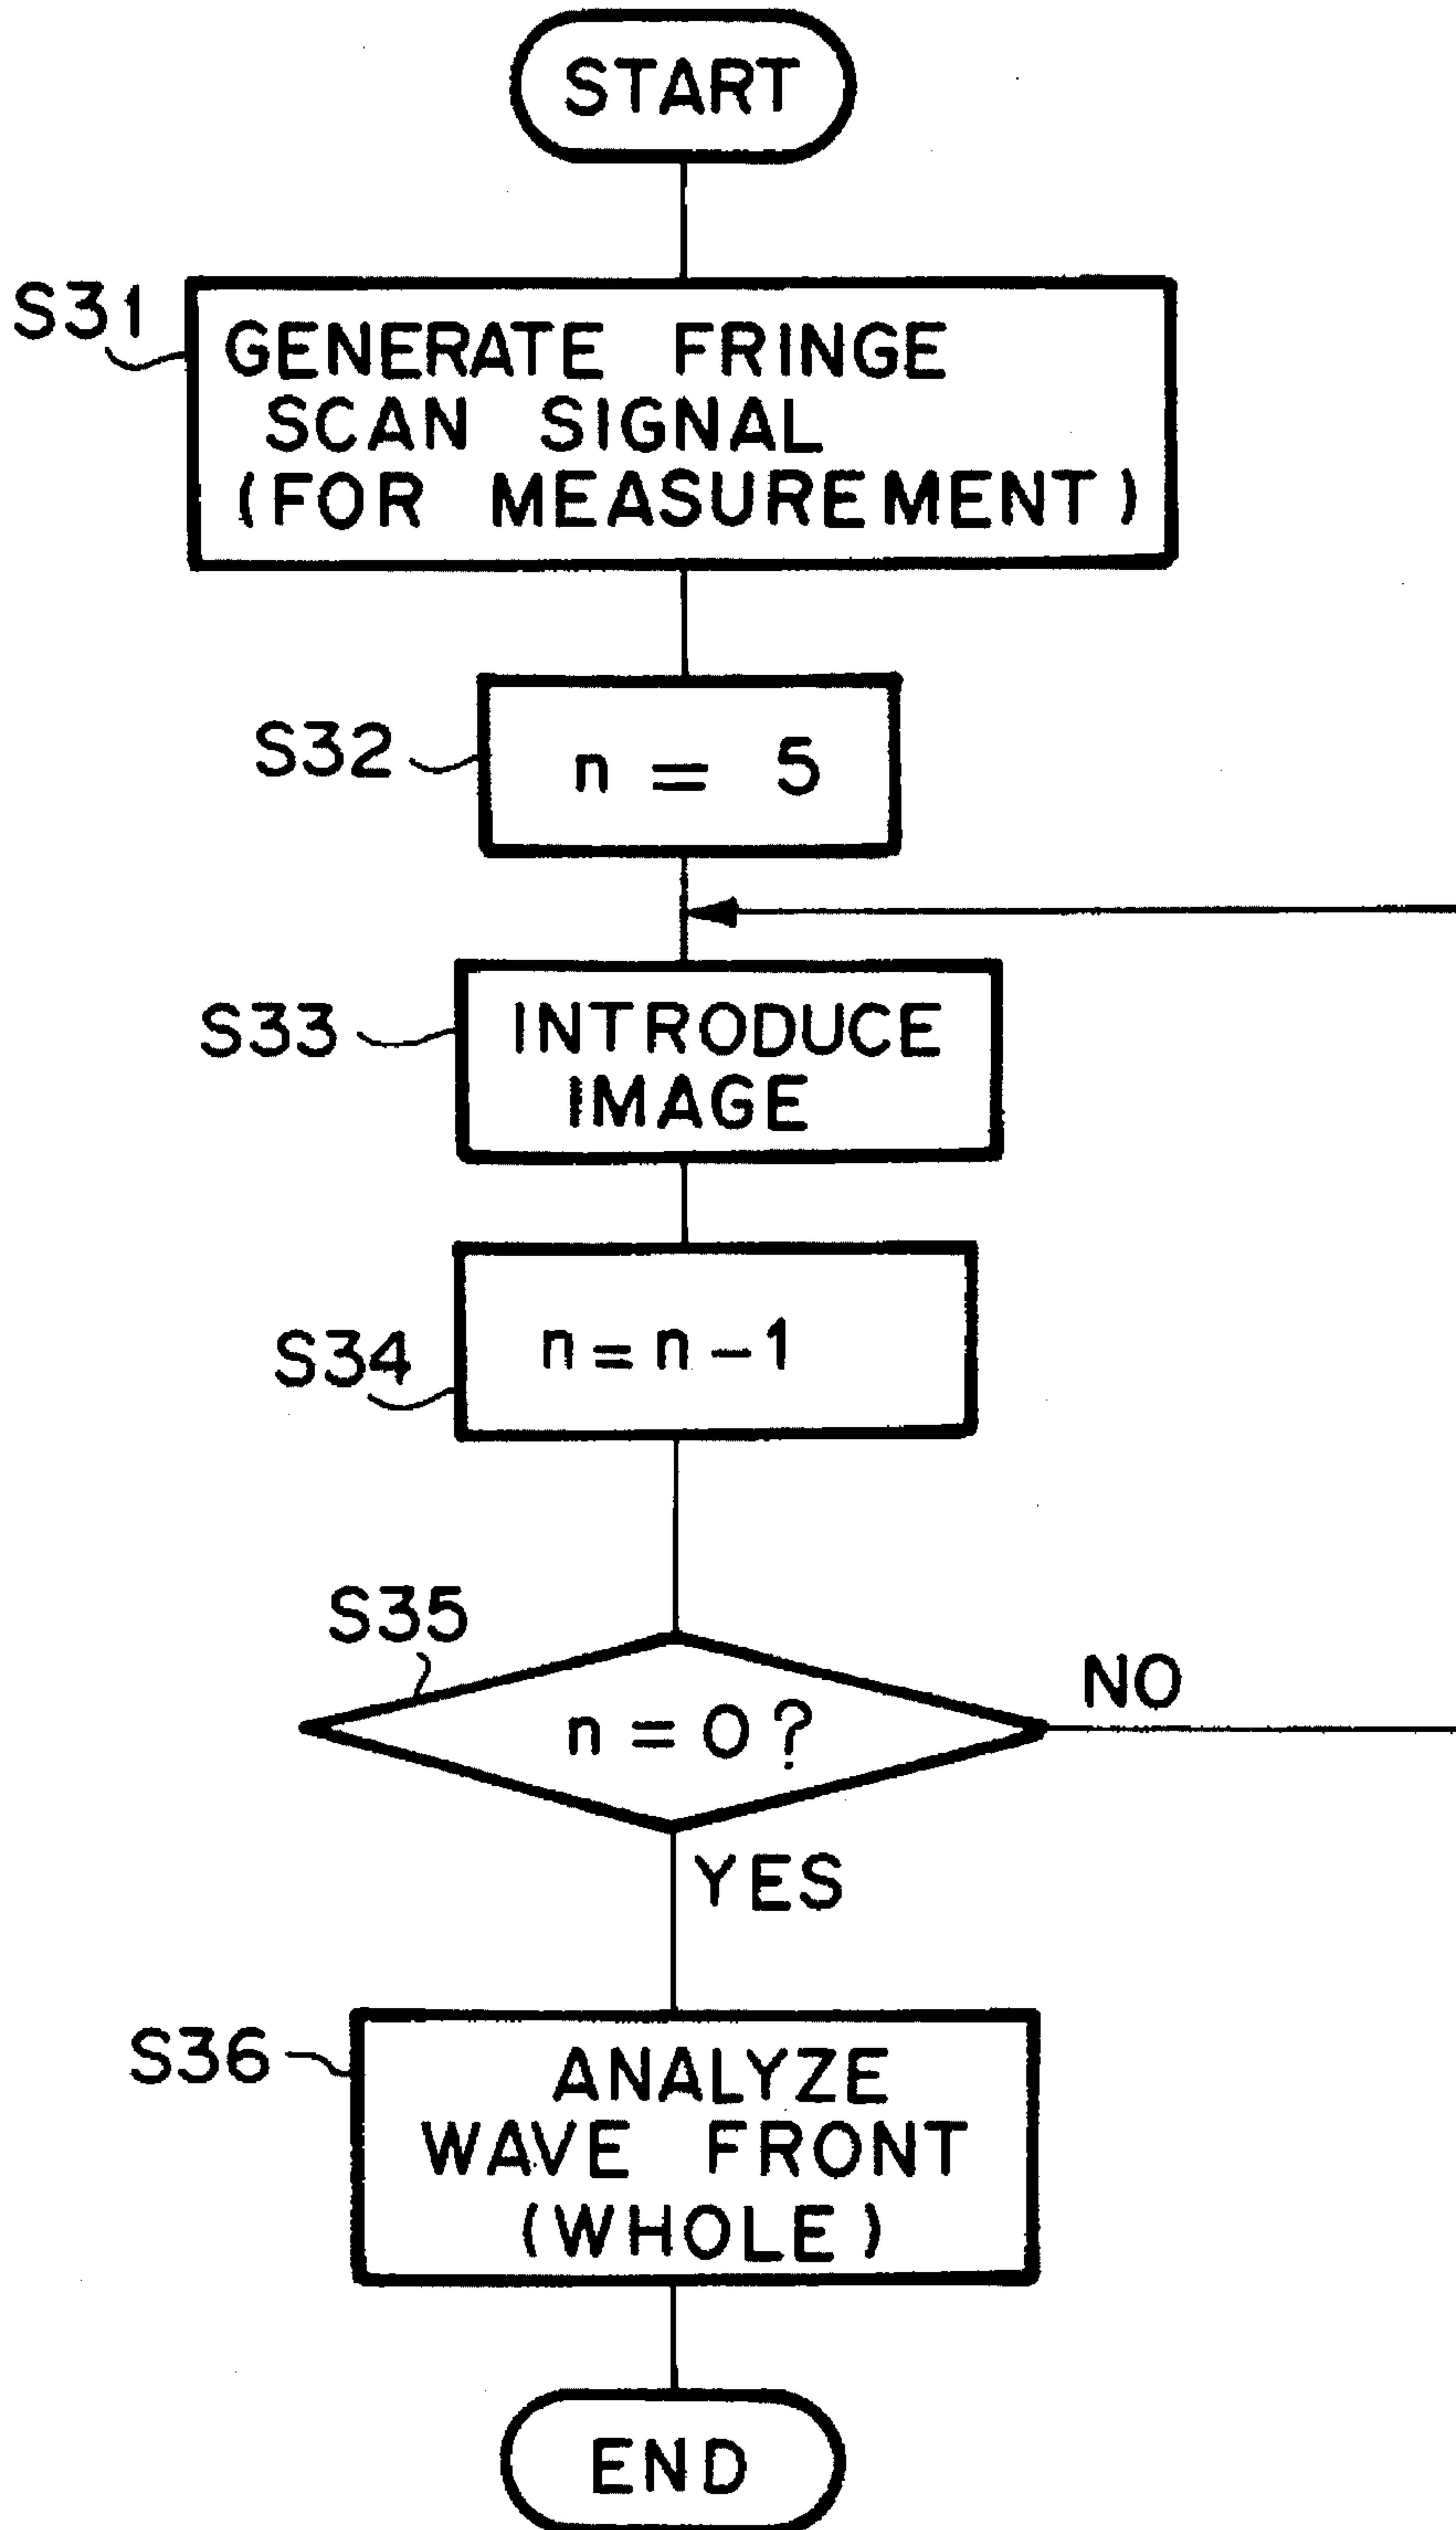 START
S31
GENERATE FRINGE
SCAN SIGNAL
(FOR MEASUREMENT)
S32
n = 5
S33
INTRODUCE
IMAGE
S34
n = n - 1
S35
n = 0 ?
NO
YES
S36
ANALYZE
WAVE FRONT
(WHOLE)
END